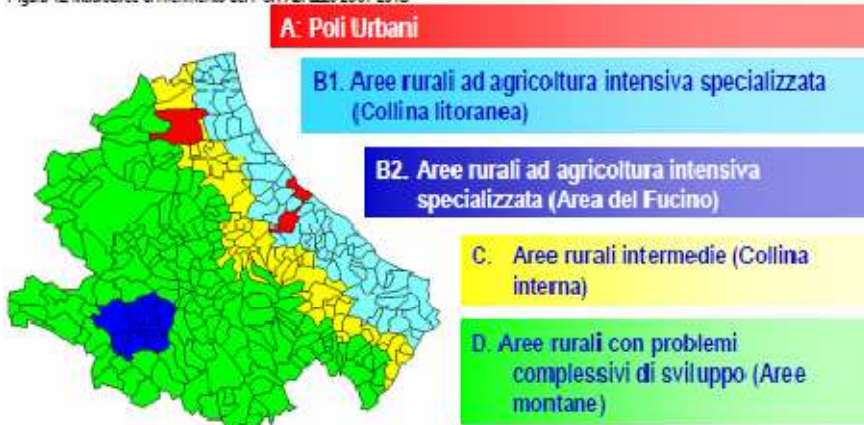 A: Poli Urbani
B1. Aree rurali ad agricoltura intensiva specializzata
(Collina litoranea)
B2. Aree rurali ad agricoltura intensiva
specializzata (Area del Fucino)
C. Aree rurali intermedie (Collina
interna)
D. Aree rurali con problemi
complessivi di sviluppo (Aree
montane)